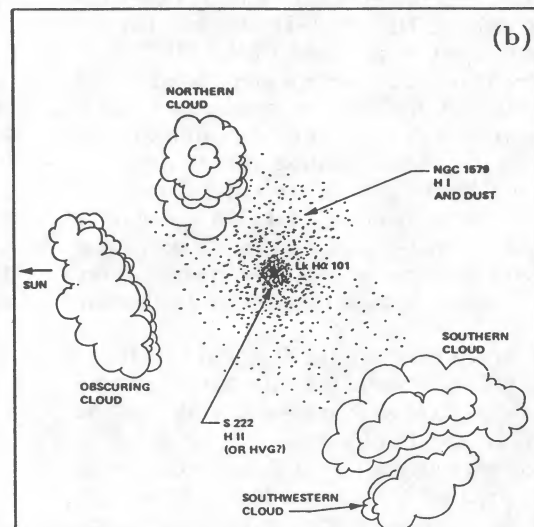 (b)
NORTHERN
CLOUD
NGC 1579
H I
AND DUST
Lk Hα 101
SUN
OBSCURING
CLOUD
SOUTHERN
CLOUD
S 222
H II
(OR HVG?)
SOUTHWESTERN
CLOUD